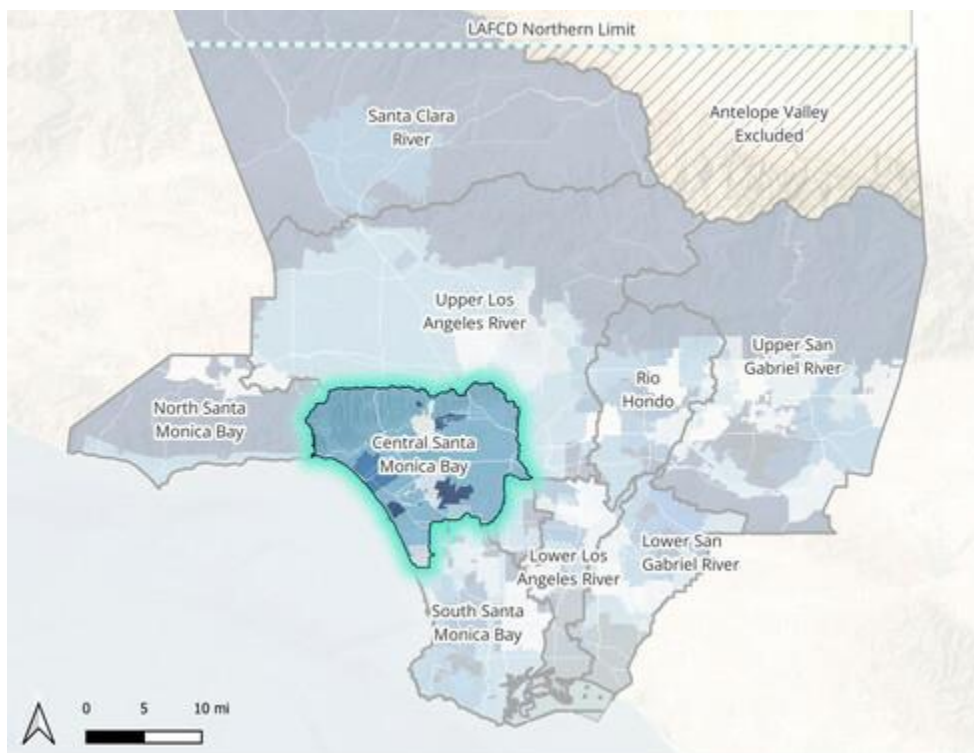 LAFCD Northern Limit
Santa Clara
River
Antelope Valley
Excluded
Upper Los
Angeles River
Upper San
Gabriel River
Rio
Hondo
North Santa
Monica Bay
Central Santa
Monica Bay
Lower Los
Angeles River
Lower San
Gabriel River
South Santa
Monica Bay
0 5 10 mi